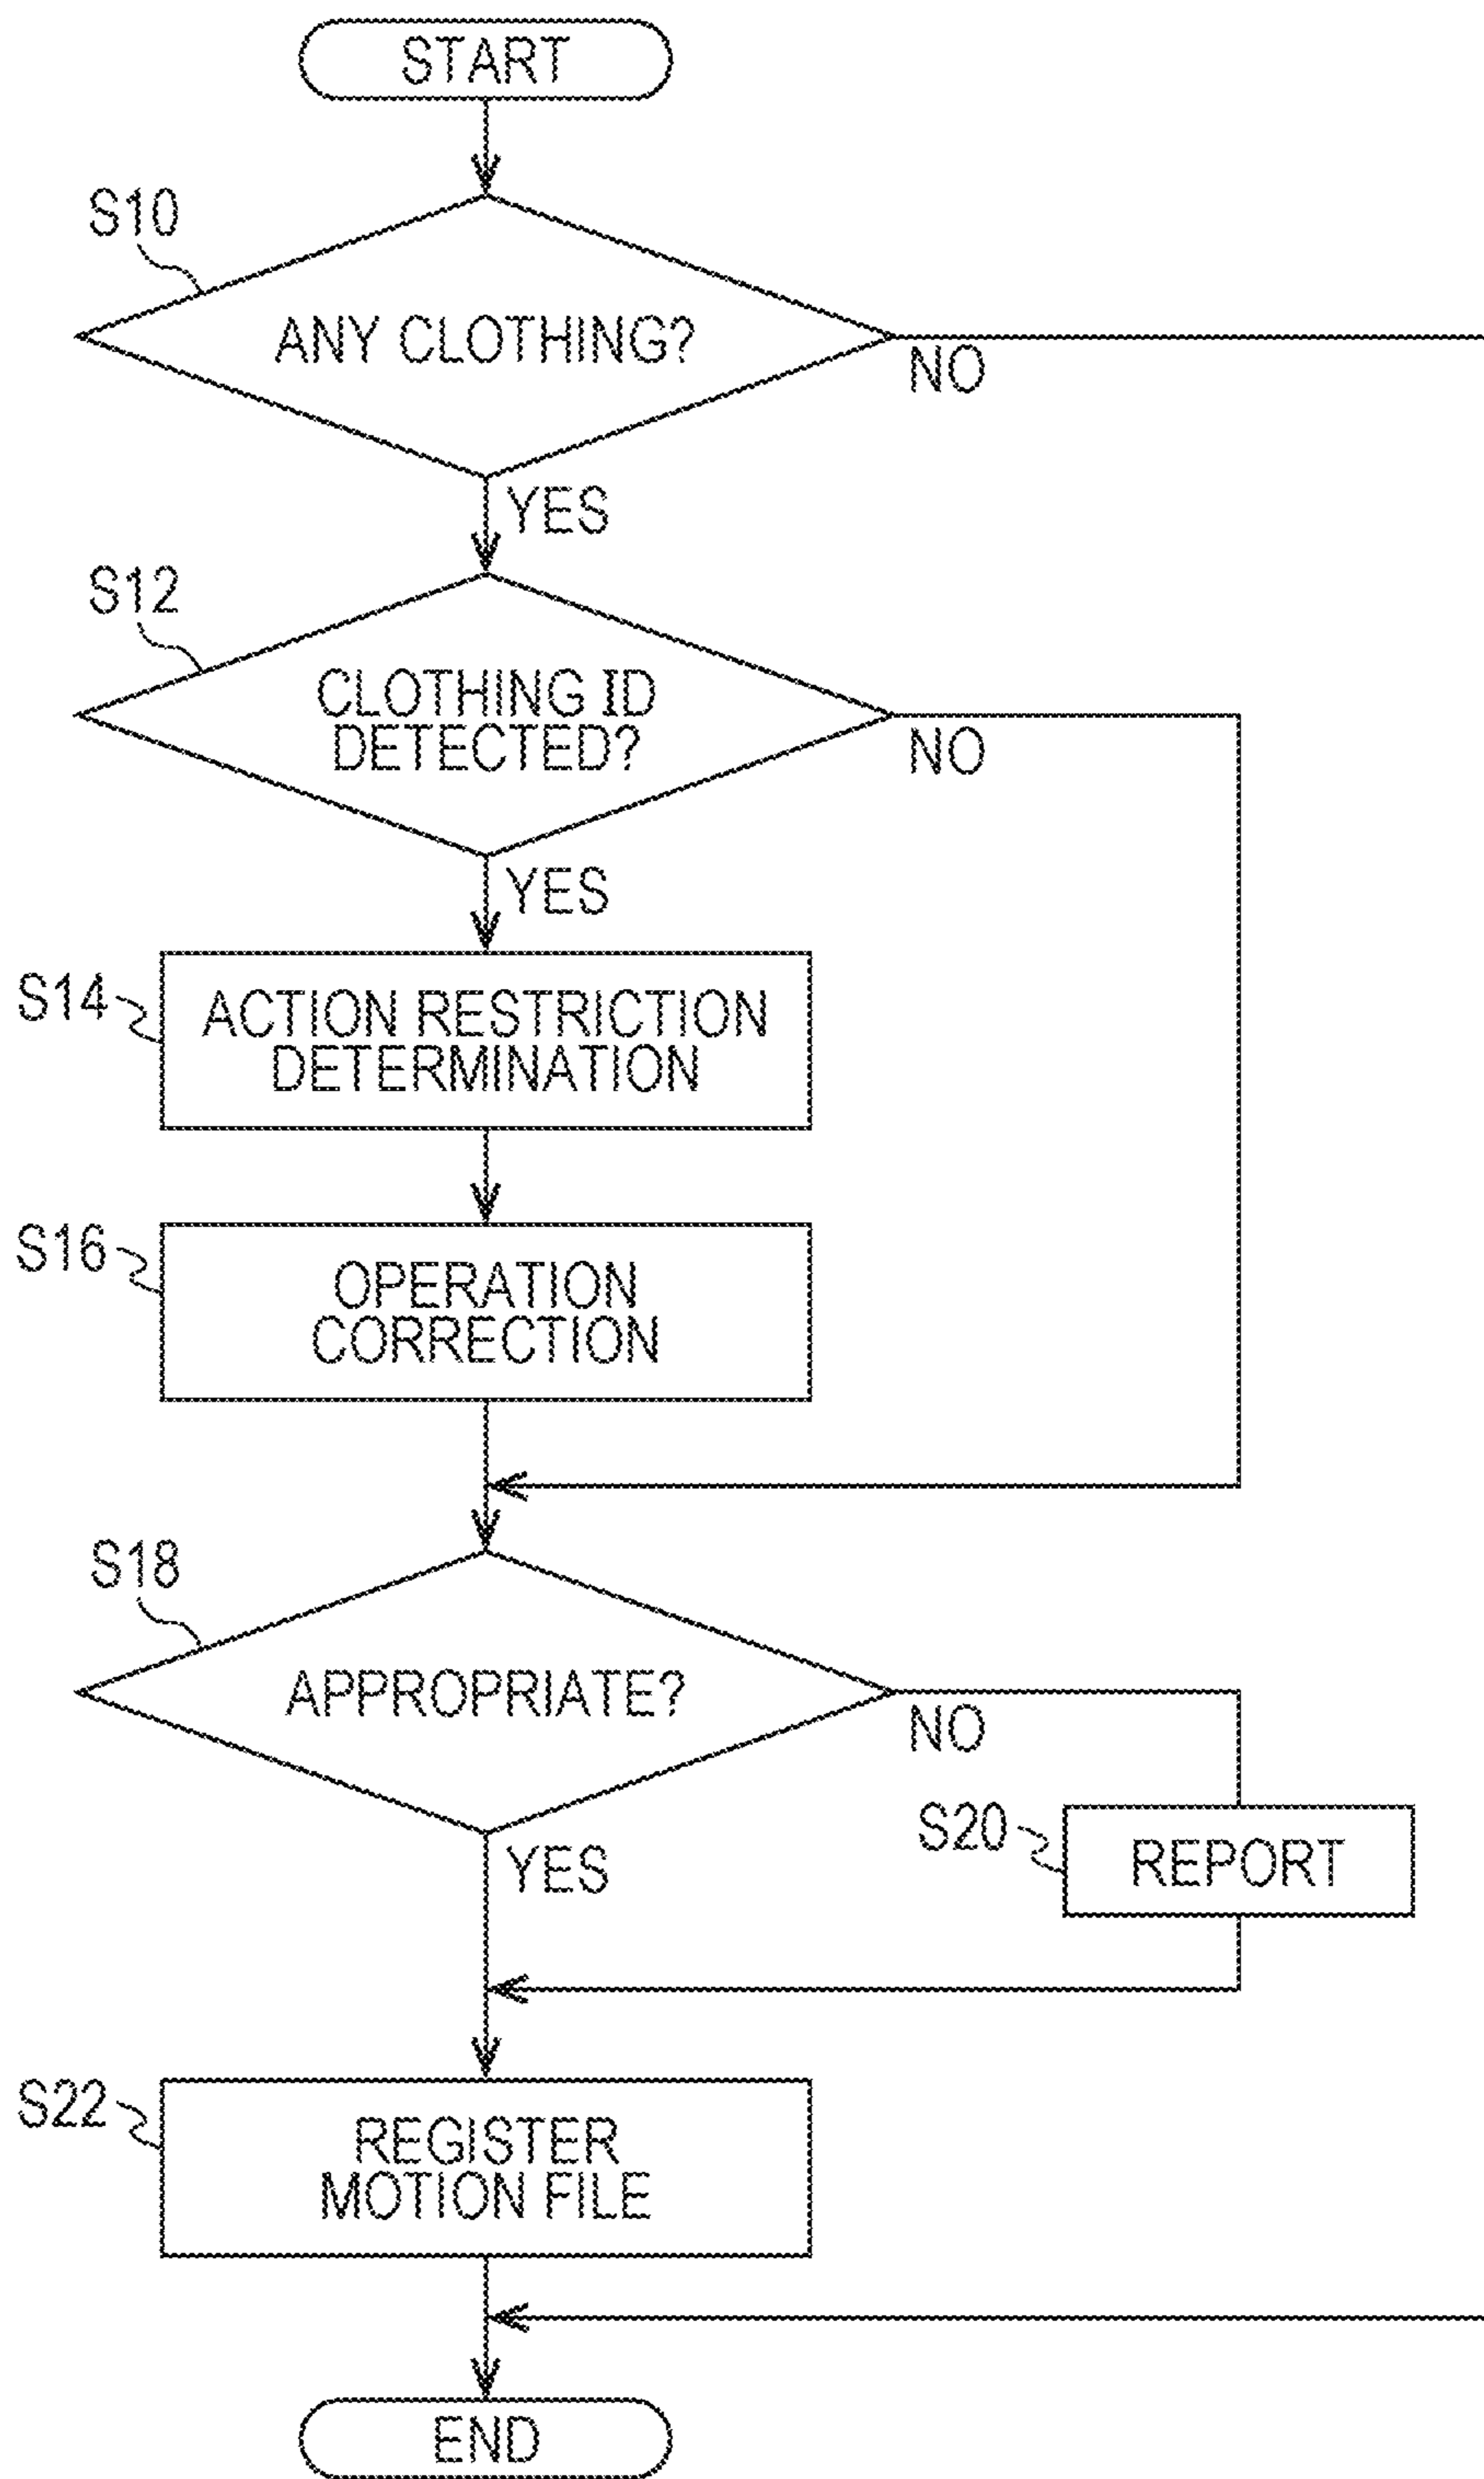 START
S10
ANY CLOTHING?
NO
YES
S12
CLOTHING ID
DETECTED?
NO
YES
S14
ACTION RESTRICTION
DETERMINATION
S16
OPERATION
CORRECTION
S18
APPROPRIATE?
NO
S20
REPORT
YES
S22
REGISTER
MOTION FILE
END